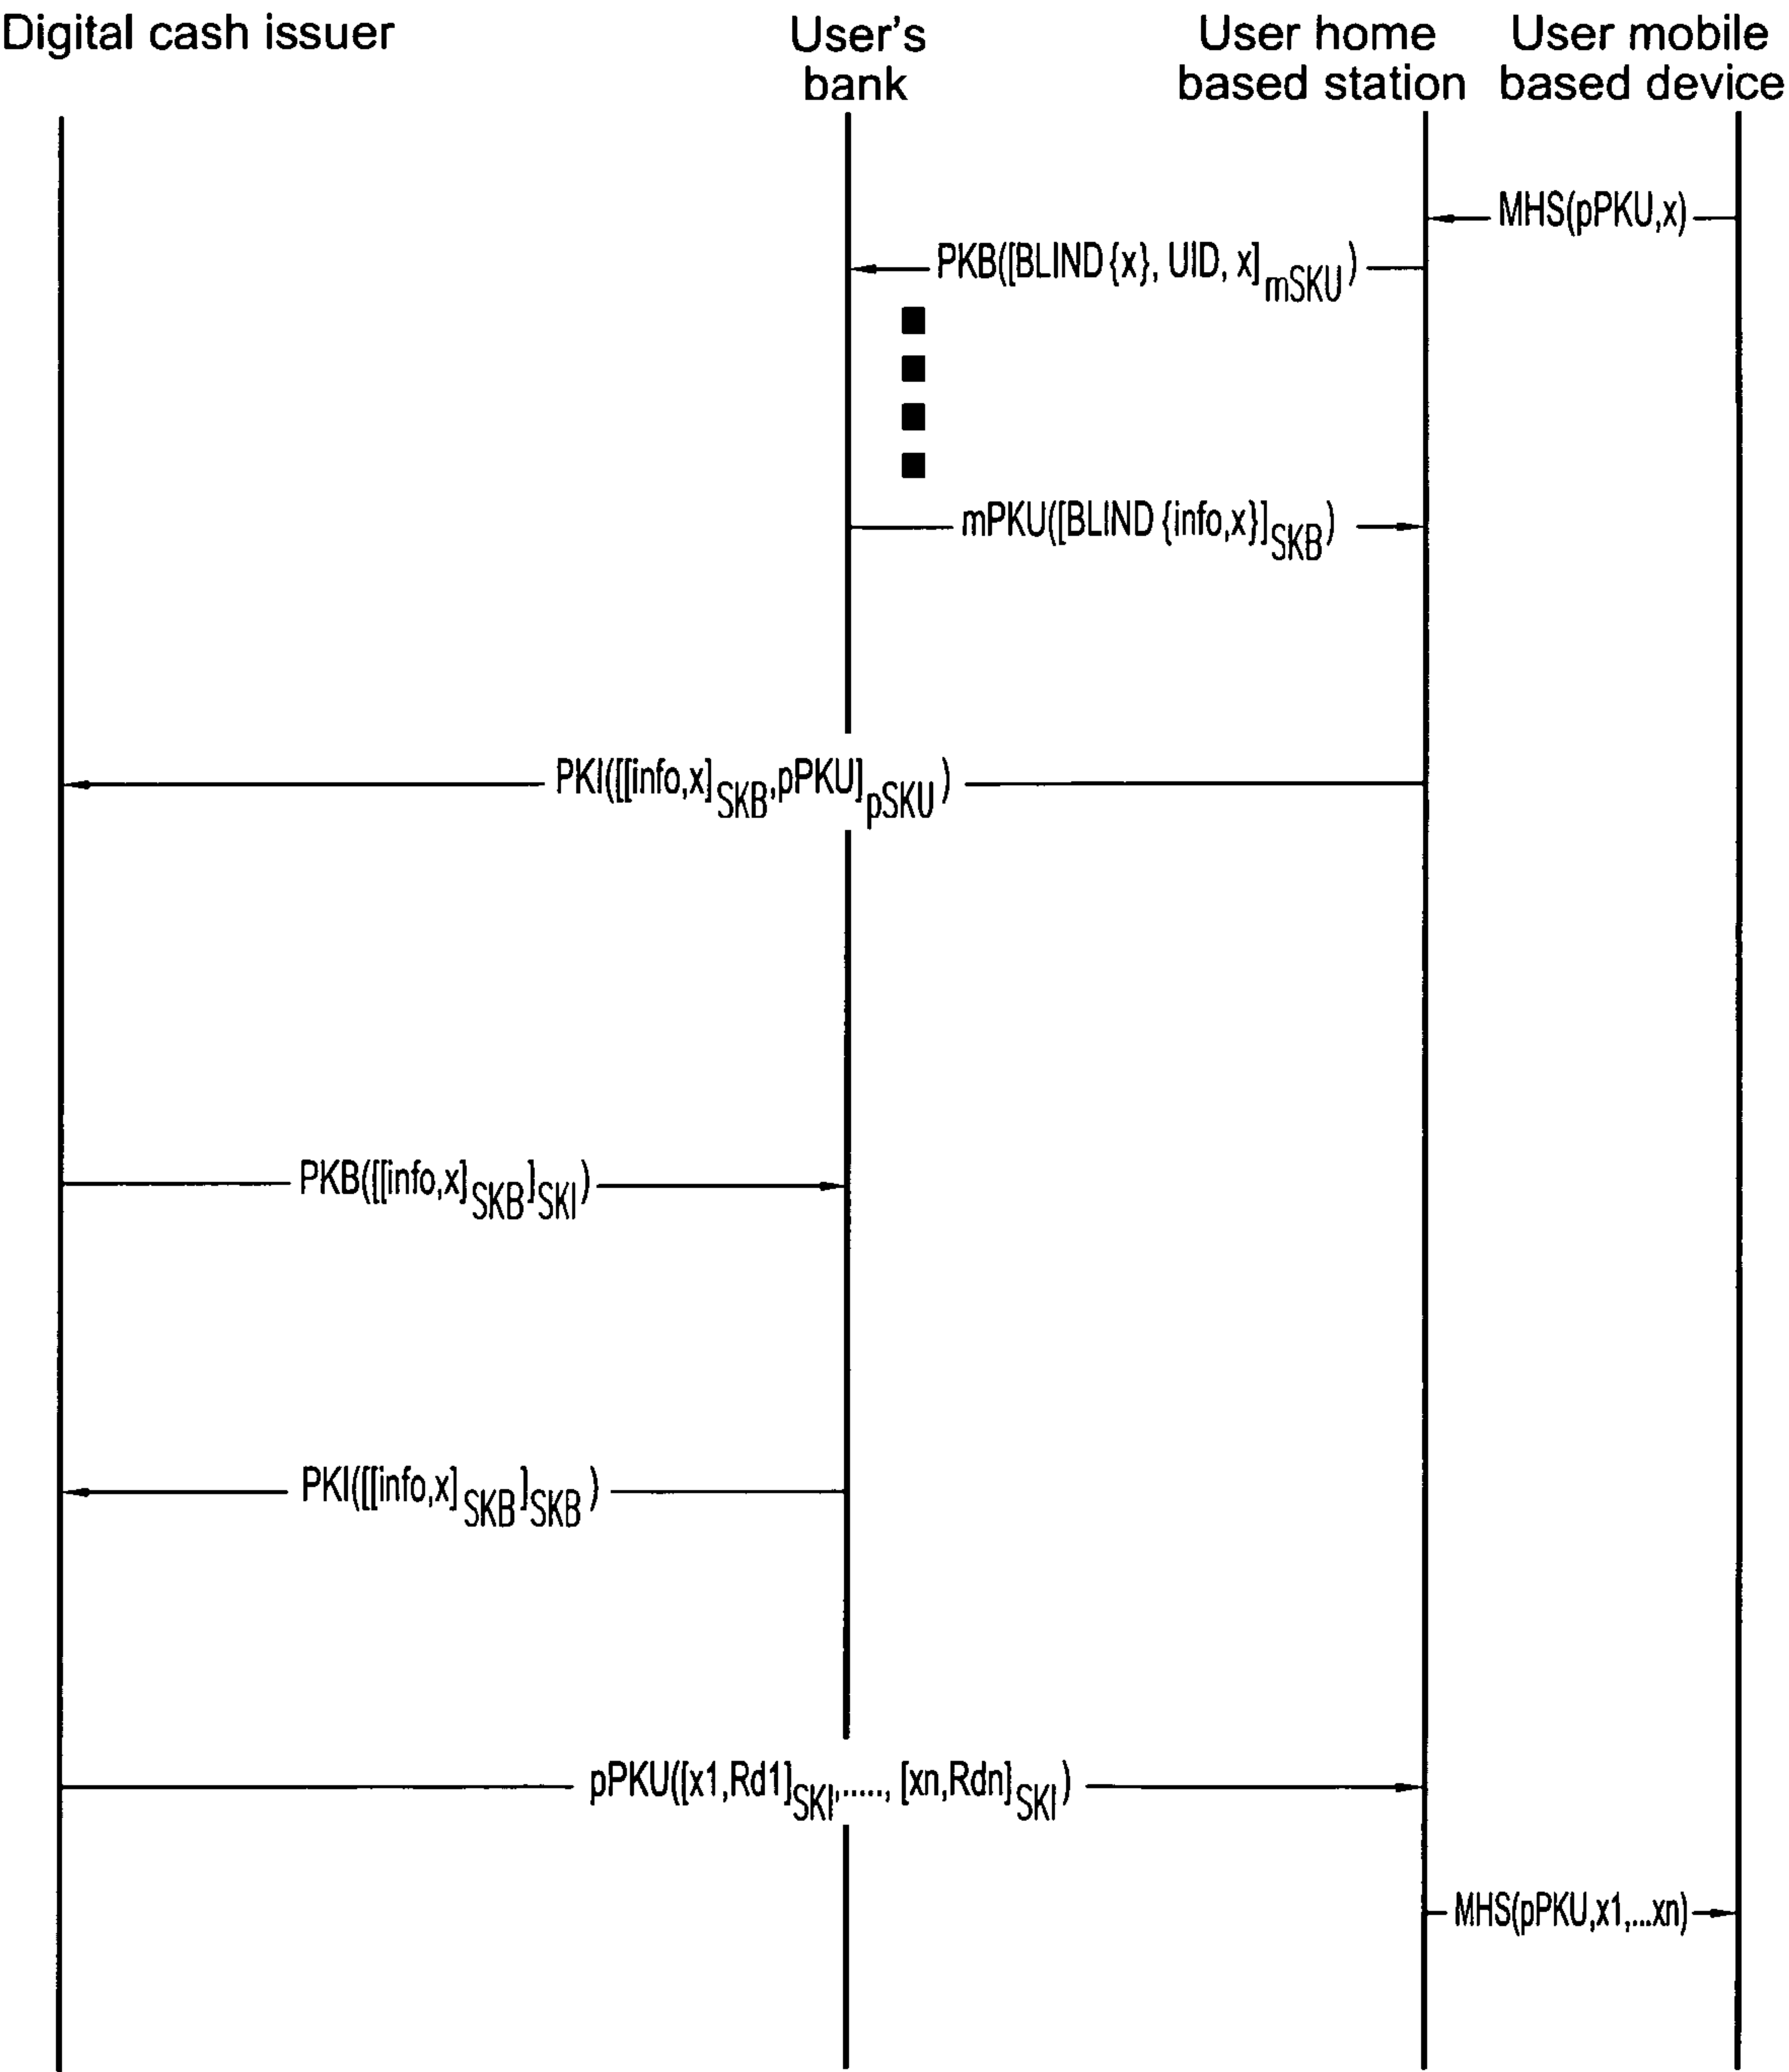 Digital cash issuer
User's
bank
User home
based station
User mobile
based device
MHS(pPKU,x)
PKB([BLIND {x}, UID, x]mSKU)
mPKU([BLIND {info,x}]SKB)
PKI([[info,x]SKB,pPKU]pSKU)
PKB([[info,x]SKB]SKI)
PKI([[info,x]SKB]SKB)
pPKU([x1,Rd1]SKI,....., [xn,Rdn]SKI)
MHS(pPKU,x1,...xn)